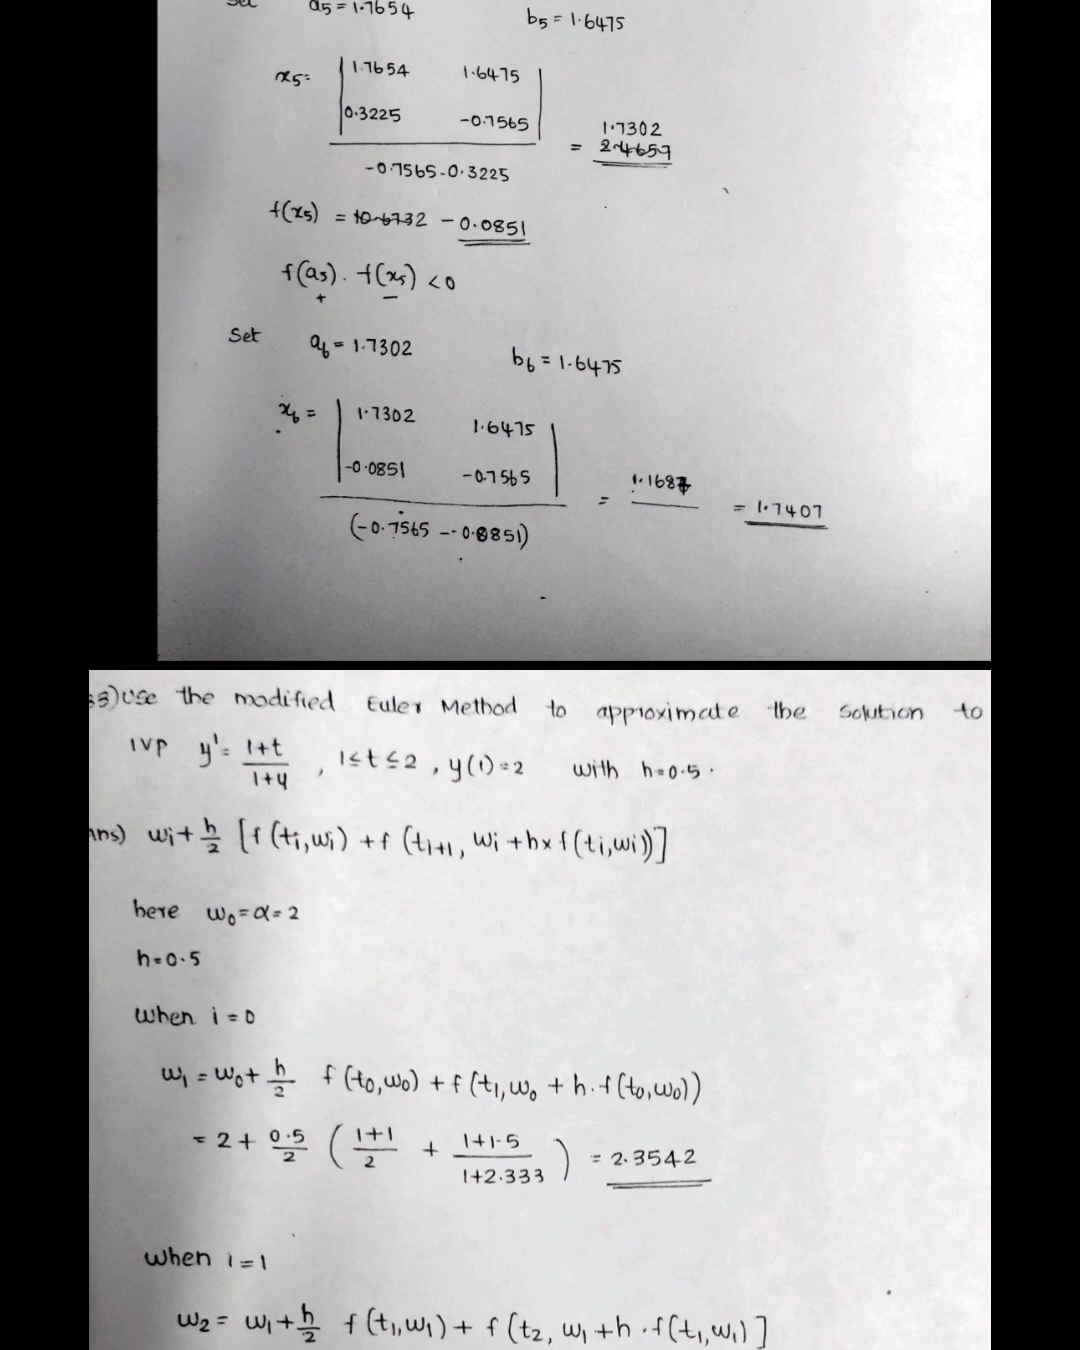 Set a5 = 1.7654 b5 = 1.6475
x5 = | 1.7654 1.6475 |
| 0.3225 -0.7565 |
-0.7565-0.3225
= 1.7302
2.4659
f(x5) = 10.6732 -0.0851
f(a5) . f(x5) < 0
+ -
Set a6 = 1.7302 b6 = 1.6475
x6 = | 1.7302 1.6475 |
| -0.0851 -0.7565 |
(-0.7565 -- 0.0851)
= 1.1687 = 1.7407
33) Use the modified Euler Method to approximate the solution to
IVP y' = (1+t)/(1+y) , 1≤t≤2 , y(1)=2 with h=0.5 .
Ans) wi + h/2 [f (ti,wi) + f (ti+1, wi + h x f(ti,wi))]
here w0 = α = 2
h=0.5
when i = 0
w1 = w0 + h/2 f (t0,w0) + f (t1, w0 + h . f (t0,w0))
= 2 + 0.5/2 ( (1+1)/2 + (1+1.5)/(1+2.333) ) = 2.3542
when i=1
w2 = w1 + h/2 f (t1,w1) + f (t2, w1 + h . f(t1,w1) ]